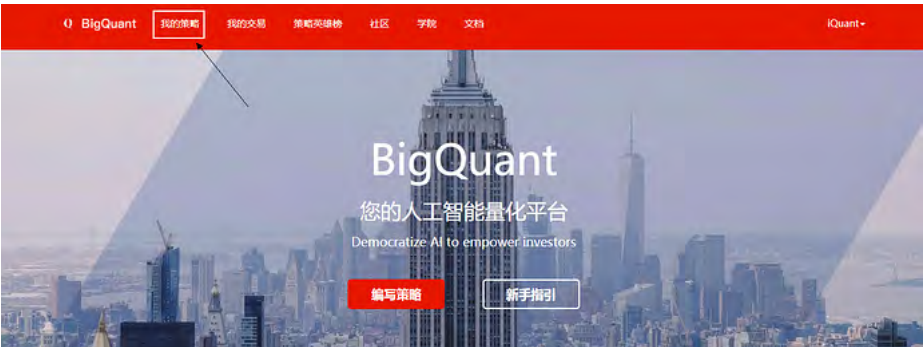 BigQuant 我的策略 我的交易 策略英雄榜 社区 学院 文档 iQuant
BigQuant
您的人工智能量化平台
Democratize AI to empower investors
编写策略 新手指引